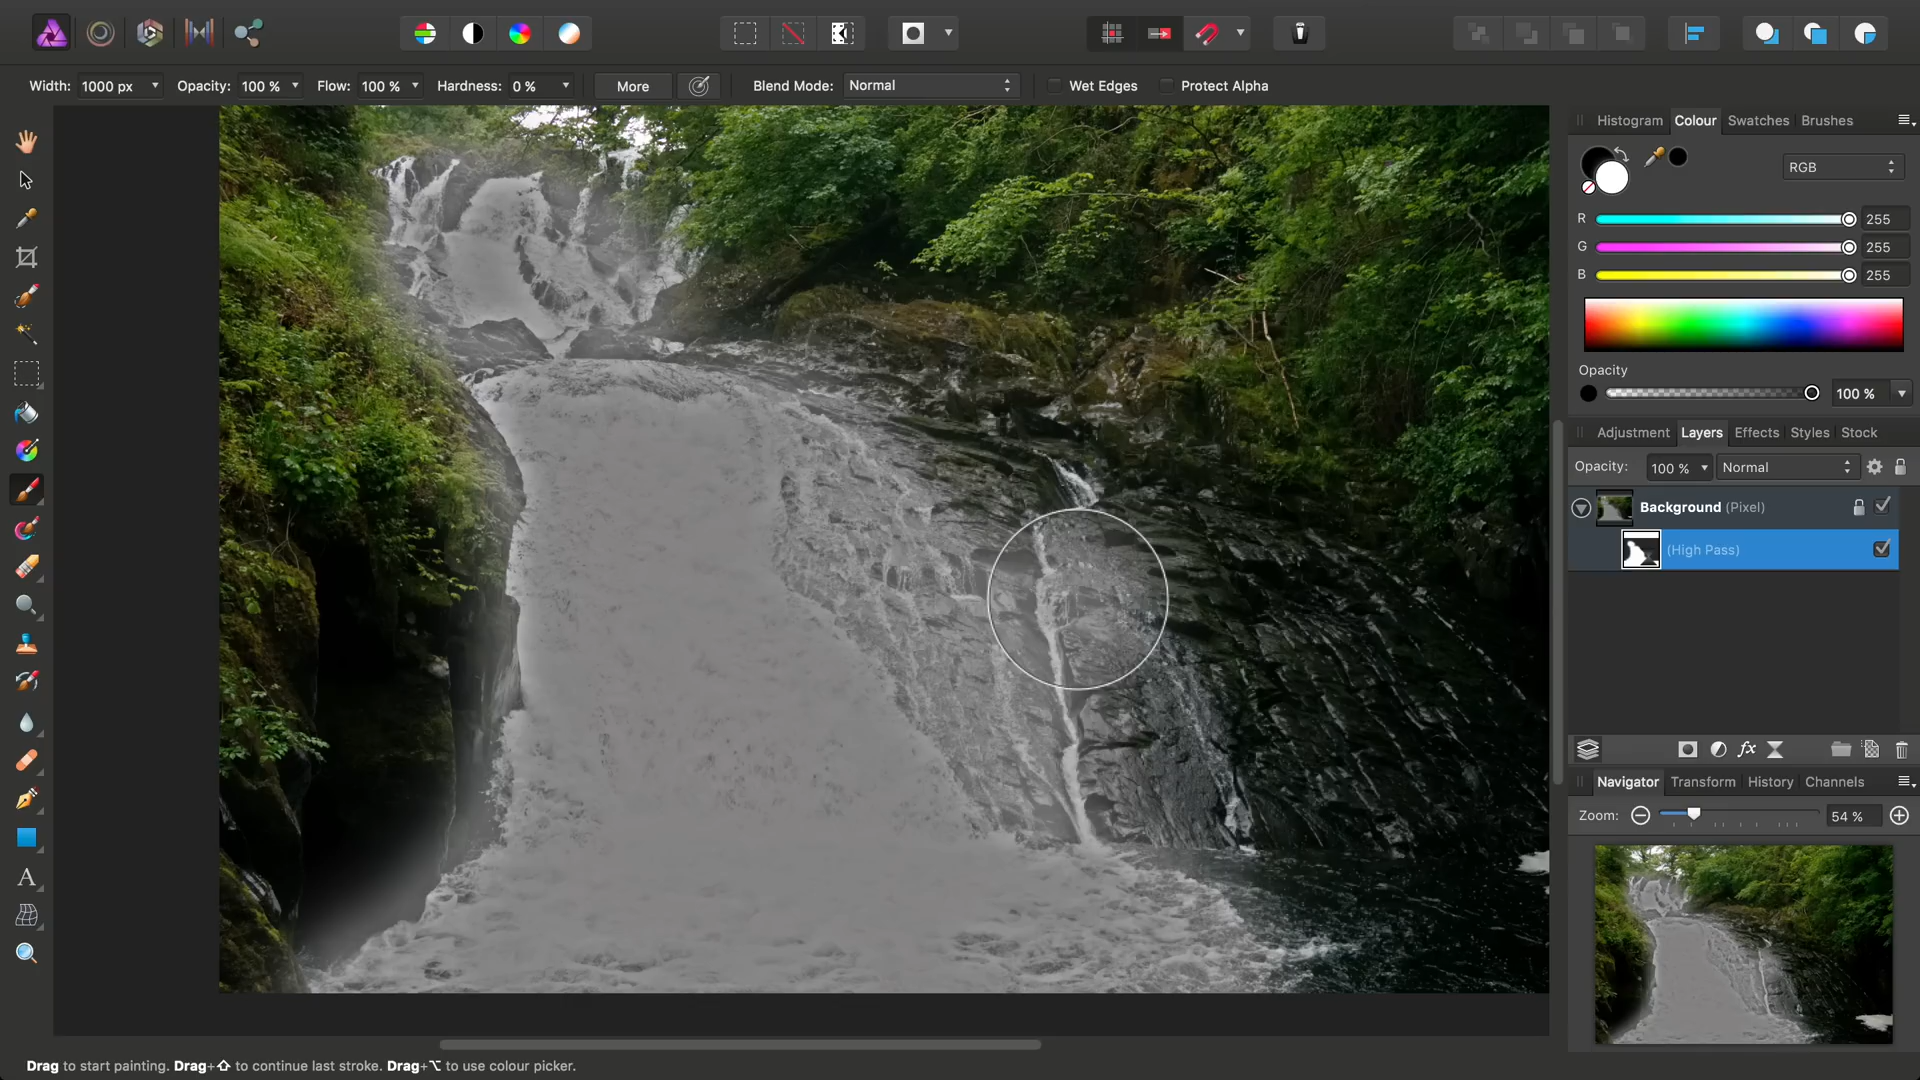 Width: 1000 px Opacity: 100 % Flow: 100 % Hardness: 0 % More Blend Mode: Normal Wet Edges Protect Alpha
Histogram Colour Swatches Brushes
RGB
R 255
G 255
B 255
Opacity
100 %
Adjustment Layers Effects Styles Stock
Opacity: 100 % Normal
Background (Pixel)
(High Pass)
fx
Navigator Transform History Channels
Zoom: 54 %
A
Drag to start painting. Drag+⇧ to continue last stroke. Drag+⌥ to use colour picker.